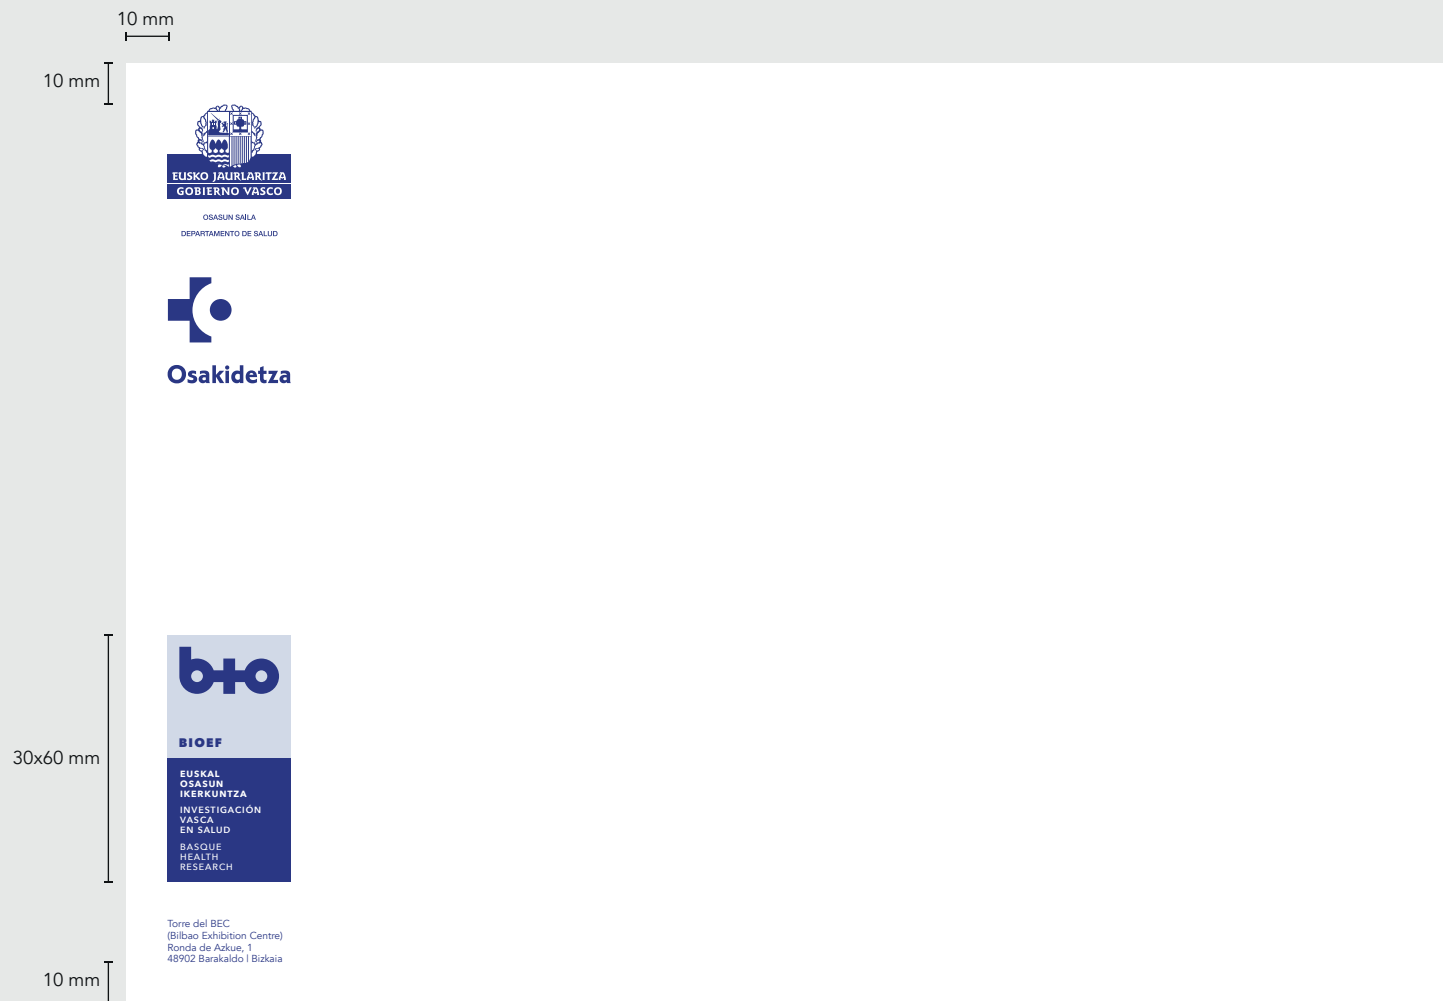 10 mm
10 mm
EUSKO JAURLARITZA
GOBIERNO VASCO
OSASUN SAILA
DEPARTAMENTO DE SALUD
Osakidetza
b+o
BIOEF
30x60 mm
EUSKAL
OSASUN
IKERKUNTZA
INVESTIGACIÓN
VASCA
EN SALUD
BASQUE
HEALTH
RESEARCH
Torre del BEC
(Bilbao Exhibition Centre)
Ronda de Azkue, 1
48902 Barakaldo | Bizkaia
10 mm